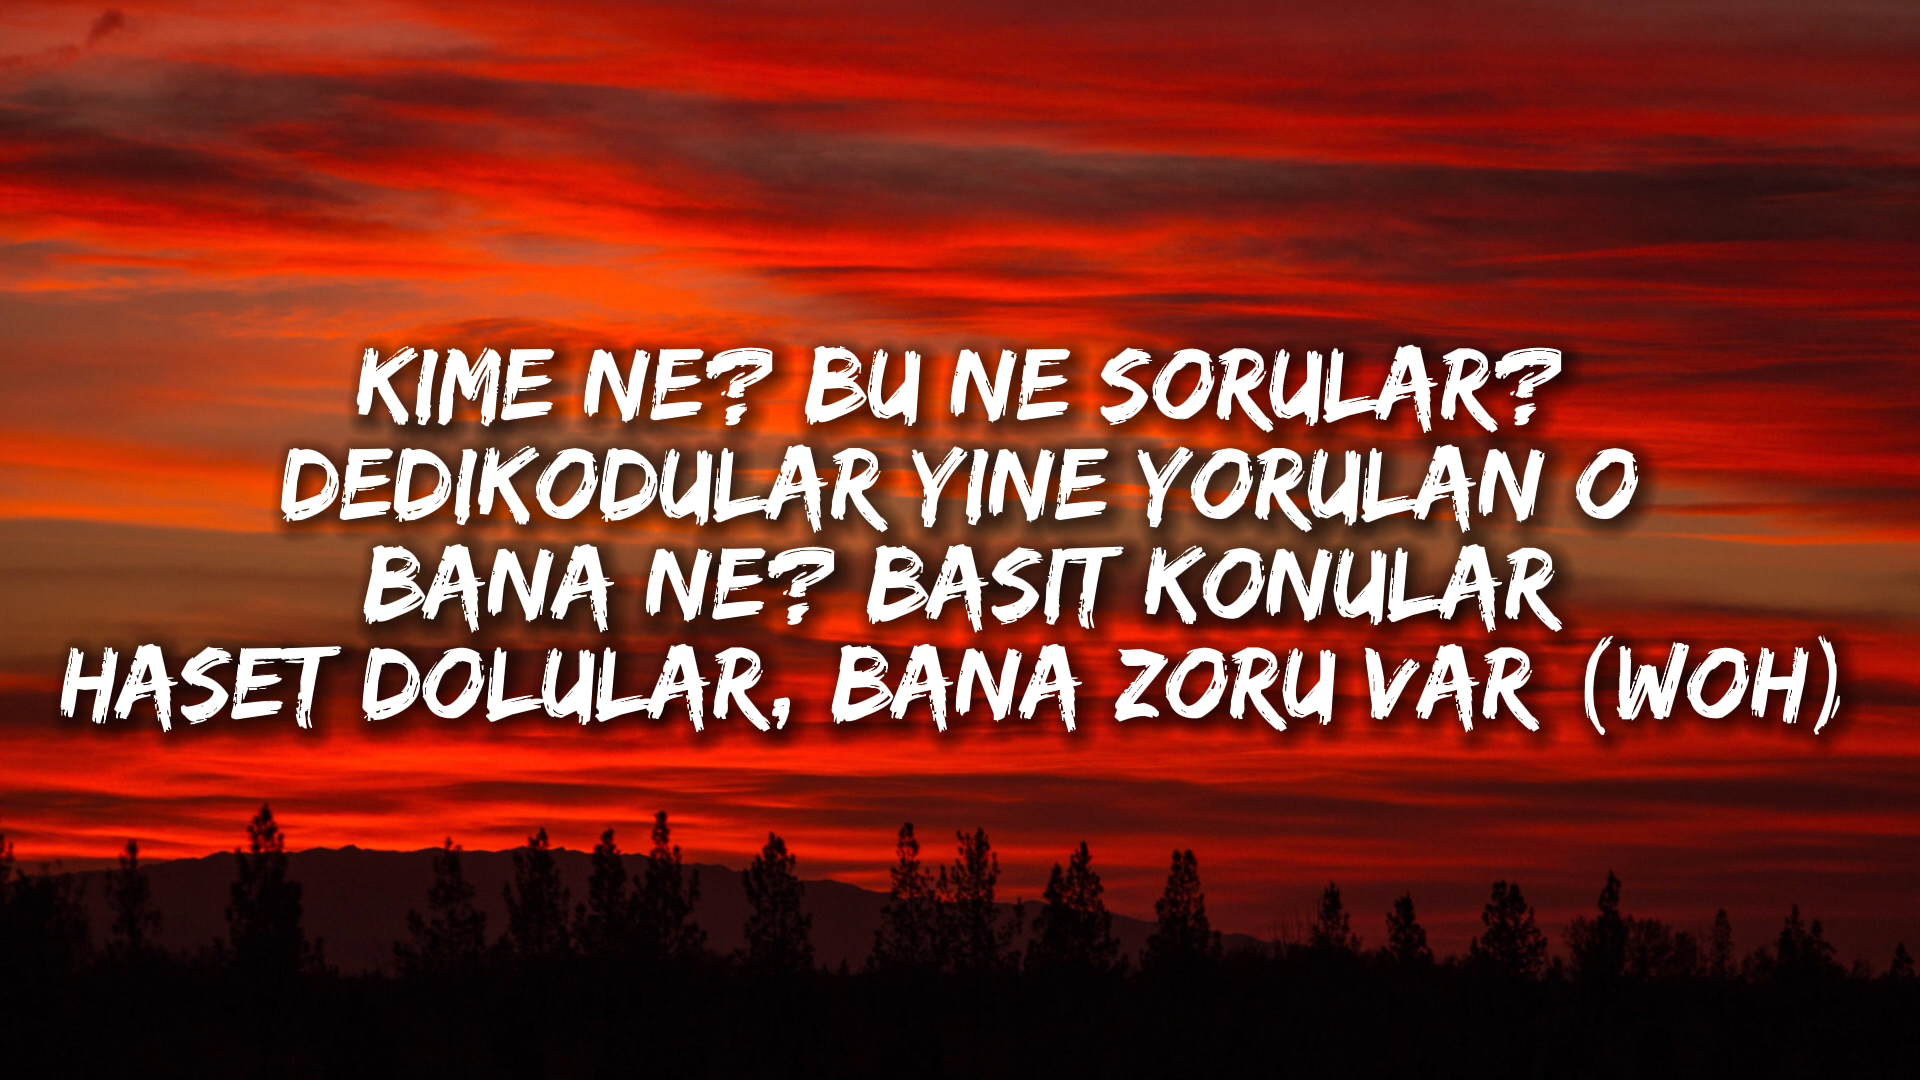 KIME NE? BU NE SORULAR?
DEDIKODULAR YINE YORULAN O
BANA NE? BASIT KONULAR
HASET DOLULAR, BANA ZORU VAR (WOH)